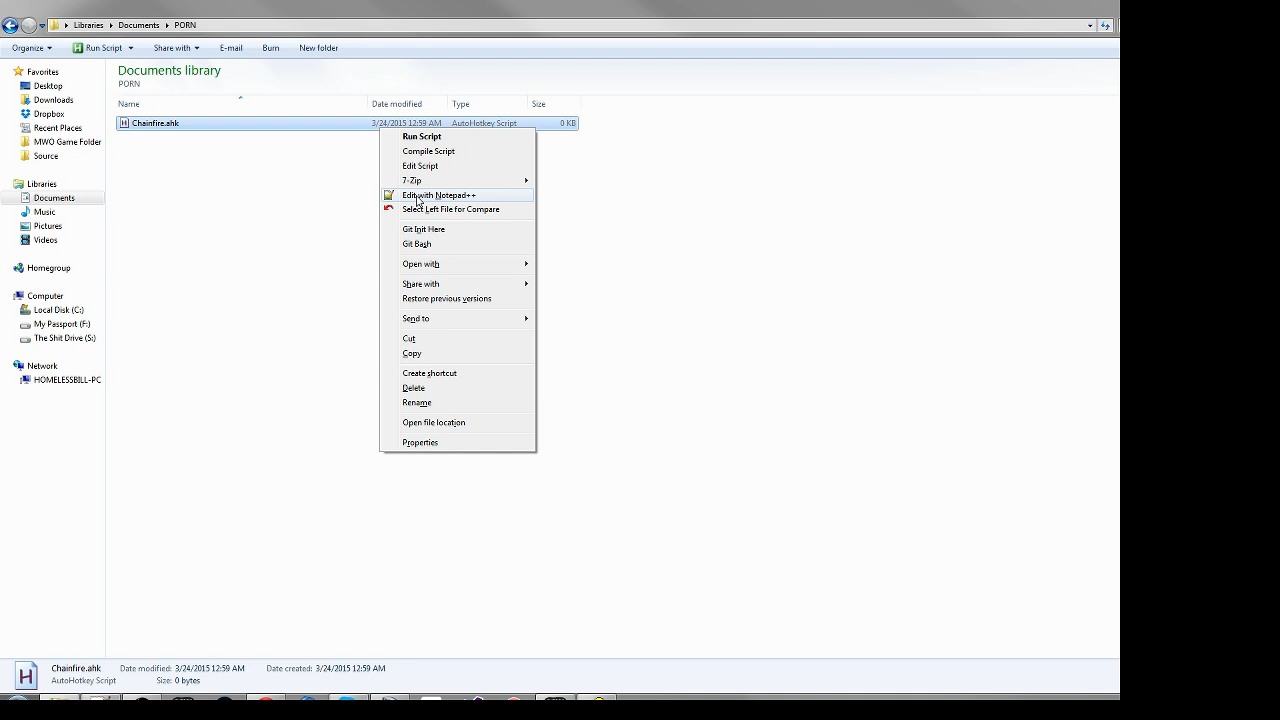 Libraries Documents PORN
Organize Run Script Share with E-mail Burn New folder
Favorites
Desktop
Downloads
Dropbox
Recent Places
MWO Game Folder
Source
Libraries
Documents
Music
Pictures
Videos
Homegroup
Computer
Local Disk (C:)
My Passport (F:)
The Shit Drive (S:)
Network
HOMELESSBILL-PC
Documents library
PORN
Name Date modified Type Size
Chainfire.ahk 3/24/2015 12:59 AM AutoHotkey Script 0 KB
Run Script
Compile Script
Edit Script
7-Zip
Edit with Notepad++
Select Left File for Compare
Git Init Here
Git Bash
Open with
Share with
Restore previous versions
Send to
Cut
Copy
Create shortcut
Delete
Rename
Open file location
Properties
Chainfire.ahk Date modified: 3/24/2015 12:59 AM Date created: 3/24/2015 12:59 AM
AutoHotkey Script Size: 0 bytes